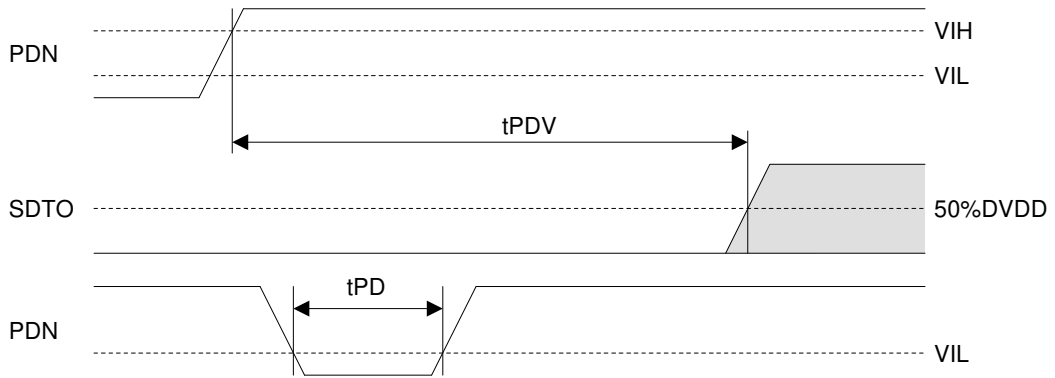 PDN
VIH
VIL
tPDV
SDTO
50%DVDD
tPD
PDN
VIL